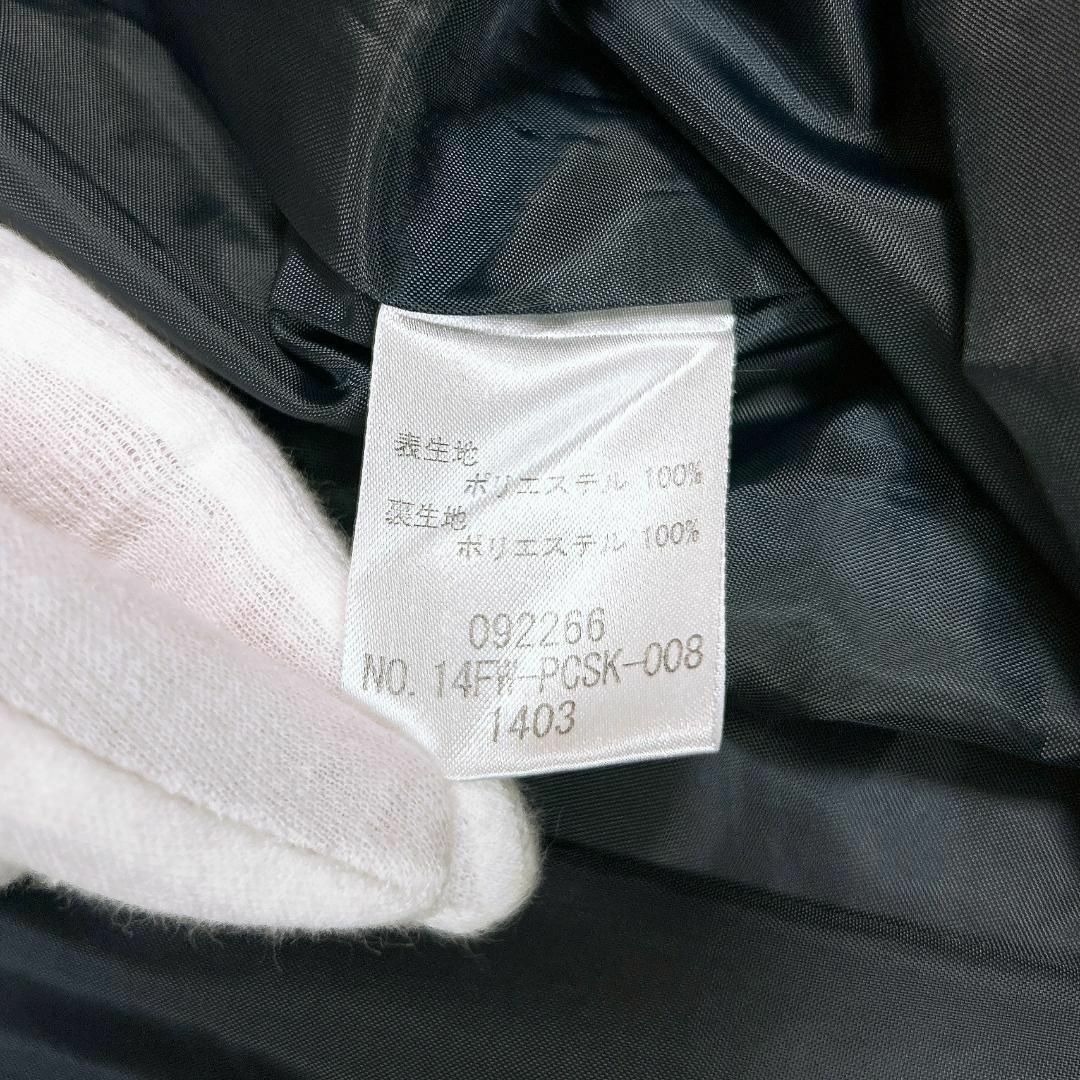 表生地
ポリエステル 100%
裏生地
ポリエステル 100%
092266
NO. 14FW-PCSK-008
1403